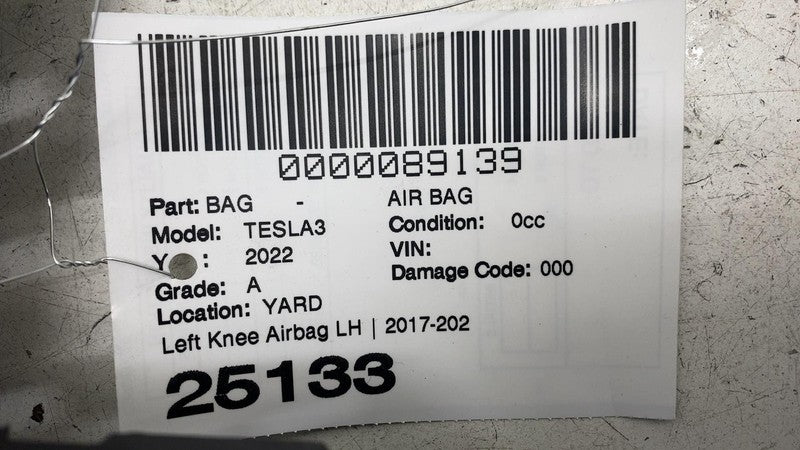 0000089139
Part: BAG - AIR BAG
Model: TESLA3 Condition: 0cc
Y : 2022 VIN:
Grade: A Damage Code: 000
Location: YARD
Left Knee Airbag LH | 2017-202
25133